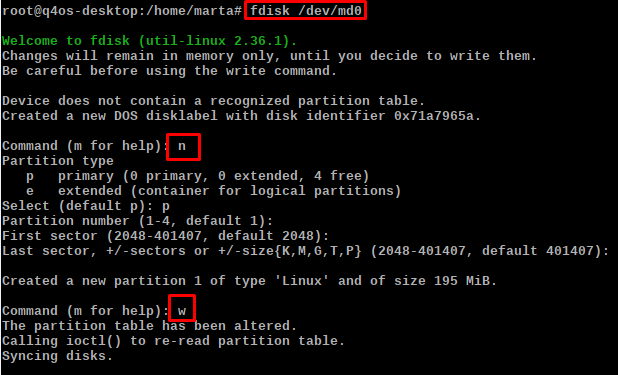 root@q4os-desktop:/home/marta# fdisk /dev/md0
Welcome to fdisk (util-linux 2.36.1).
Changes will remain in memory only, until you decide to write them.
Be careful before using the write command.
Device does not contain a recognized partition table.
Created a new DOS disklabel with disk identifier 0x71a7965a.
Command (m for help): n
Partition type
   p   primary (0 primary, 0 extended, 4 free)
   e   extended (container for logical partitions)
Select (default p): p
Partition number (1-4, default 1):
First sector (2048-401407, default 2048):
Last sector, +/-sectors or +/-size{K,M,G,T,P} (2048-401407, default 401407):
Created a new partition 1 of type 'Linux' and of size 195 MiB.
Command (m for help): w
The partition table has been altered.
Calling ioctl() to re-read partition table.
Syncing disks.